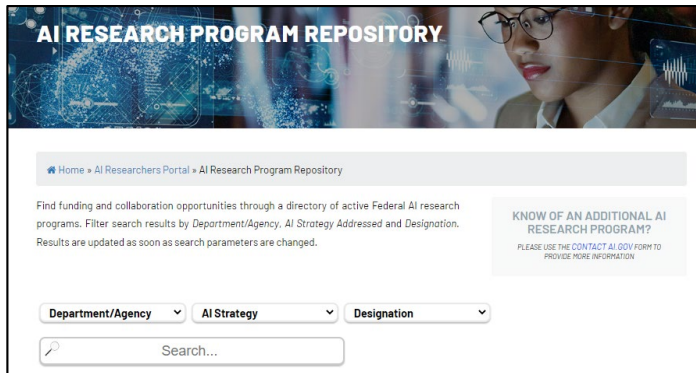 AI RESEARCH PROGRAM REPOSITORY
Home » AI Researchers Portal » AI Research Program Repository
Find funding and collaboration opportunities through a directory of active Federal AI research
programs. Filter search results by Department/Agency, AI Strategy Addressed and Designation.
Results are updated as soon as search parameters are changed.
KNOW OF AN ADDITIONAL AI
RESEARCH PROGRAM?
PLEASE USE THE CONTACT AI.GOV FORM TO
PROVIDE MORE INFORMATION
Department/Agency AI Strategy Designation
Search...